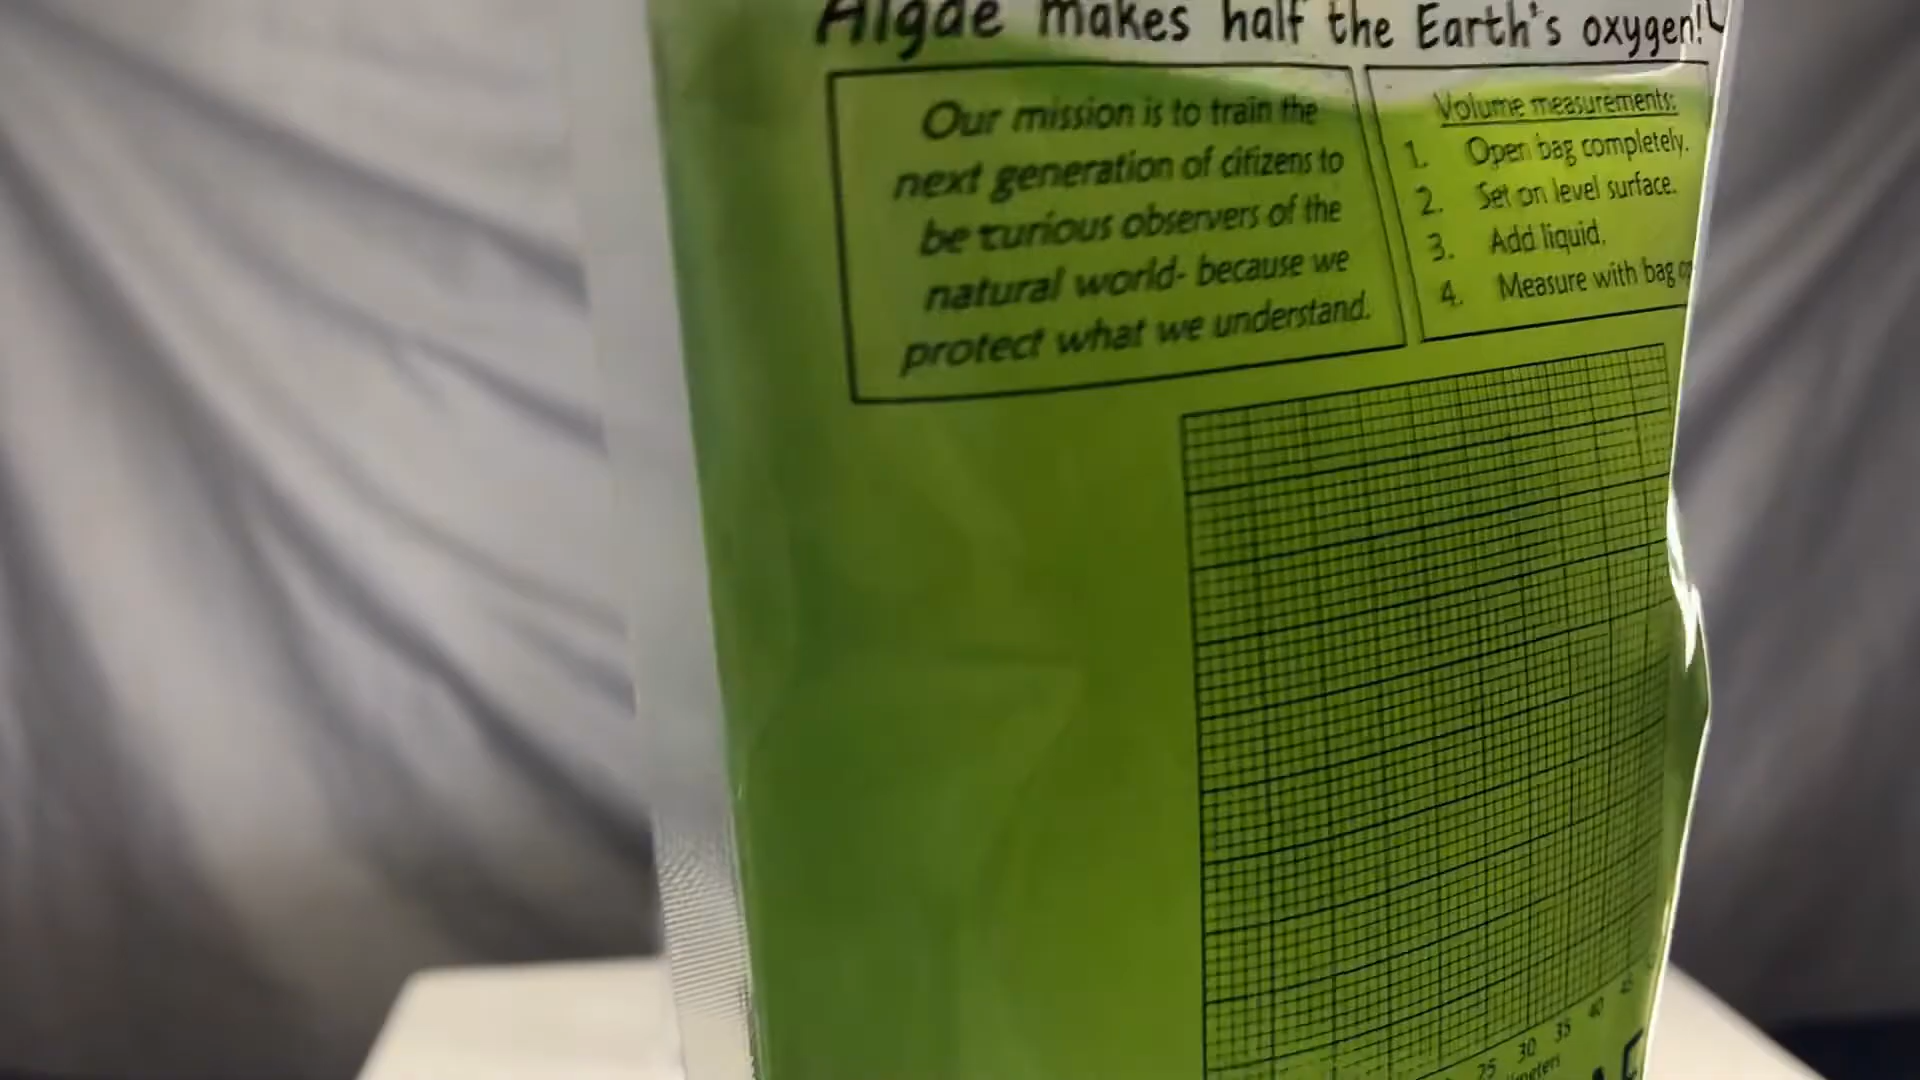 Algae makes half the Earth's oxygen!
Our mission is to train the
next generation of citizens to
be curious observers of the
natural world- because we
protect what we understand.
Volume measurements:
1. Open bag completely.
2. Set on level surface.
3. Add liquid.
4. Measure with bag
25 30 35 40 45